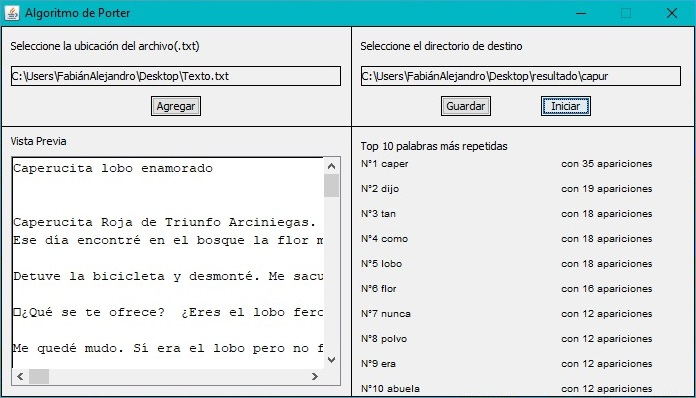 Algoritmo de Porter
Seleccione la ubicación del archivo(.txt)
C:\Users\FabiánAlejandro\Desktop\Texto.txt
Agregar
Seleccione el directorio de destino
C:\Users\FabiánAlejandro\Desktop\resultado\capur
Guardar
Iniciar
Vista Previa
Caperucita lobo enamorado
Caperucita Roja de Triunfo Arciniegas.
Ese día encontré en el bosque la flor m
Detuve la bicicleta y desmonté. Me sacu
□¿Qué se te ofrece? ¿Eres el lobo fero
Me quedé mudo. Sí era el lobo pero no f
Top 10 palabras más repetidas
N°1 caper con 35 apariciones
N°2 dijo con 19 apariciones
N°3 tan con 18 apariciones
N°4 como con 18 apariciones
N°5 lobo con 18 apariciones
N°6 flor con 16 apariciones
N°7 nunca con 12 apariciones
N°8 polvo con 12 apariciones
N°9 era con 12 apariciones
N°10 abuela con 12 apariciones